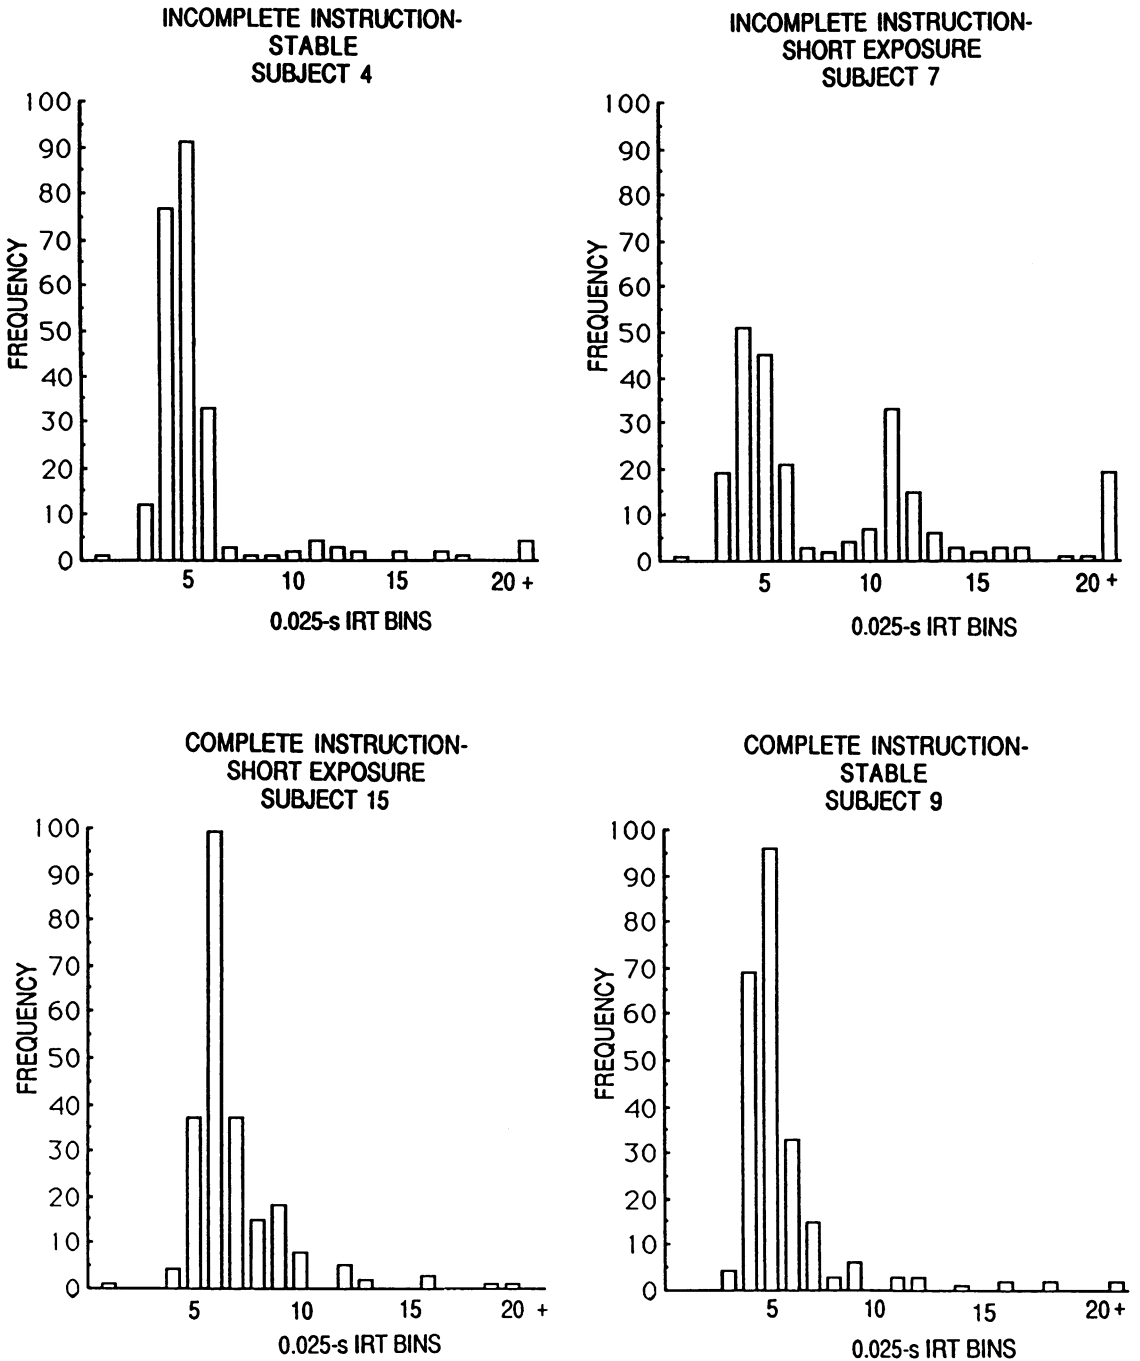 INCOMPLETE INSTRUCTION-
STABLE
SUBJECT 4
100
90
80
70
60
50
40
30
20
10
0
FREQUENCY
5 10 15 20 +
0.025-s IRT BINS
INCOMPLETE INSTRUCTION-
SHORT EXPOSURE
SUBJECT 7
100
90
80
70
60
50
40
30
20
10
0
FREQUENCY
5 10 15 20 +
0.025-s IRT BINS
COMPLETE INSTRUCTION-
SHORT EXPOSURE
SUBJECT 15
100
90
80
70
60
50
40
30
20
10
0
FREQUENCY
5 10 15 20 +
0.025-s IRT BINS
COMPLETE INSTRUCTION-
STABLE
SUBJECT 9
100
90
80
70
60
50
40
30
20
10
0
FREQUENCY
5 10 15 20+
0.025-s IRT BINS